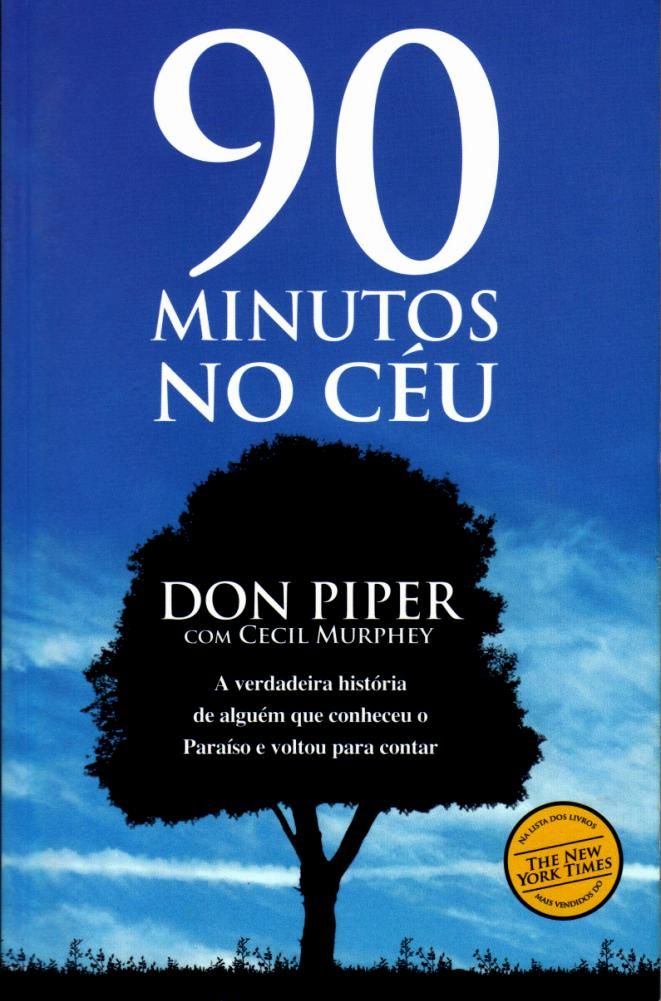 90
MINUTOS
NO CÉU
DON PIPER
COM CECIL MURPHEY
A verdadeira história
de alguém que conheceu o
Paraíso e voltou para contar
NA LISTA DOS LIVROS
THE NEW
YORK TIMES
MAIS VENDIDOS DO